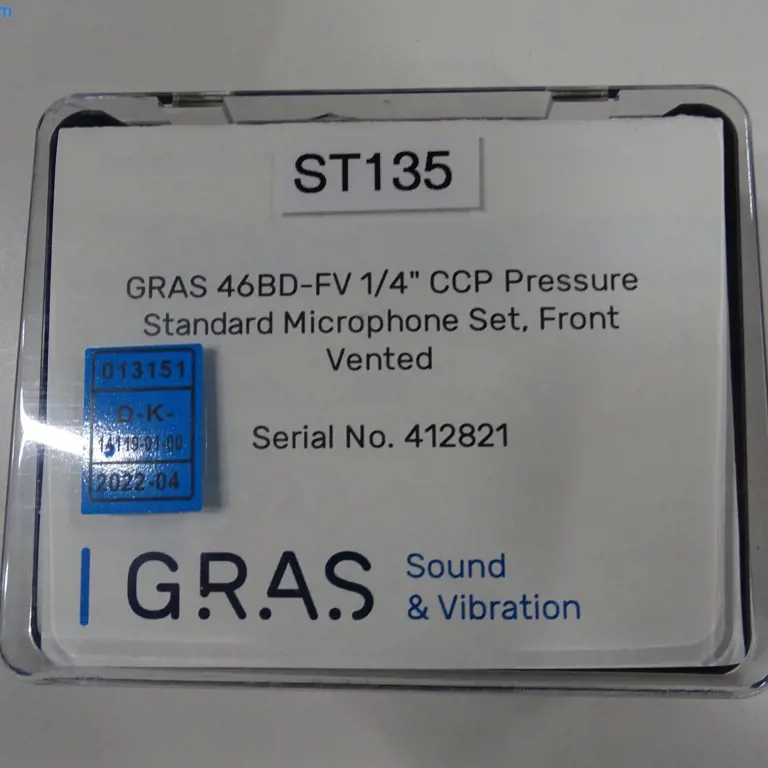 m
ST135
GRAS 46BD-FV 1/4" CCP Pressure
Standard Microphone Set, Front
Vented
013151
D-K-
14119-01-00
2022-04
Serial No. 412821
GRAS
Sound
& Vibration